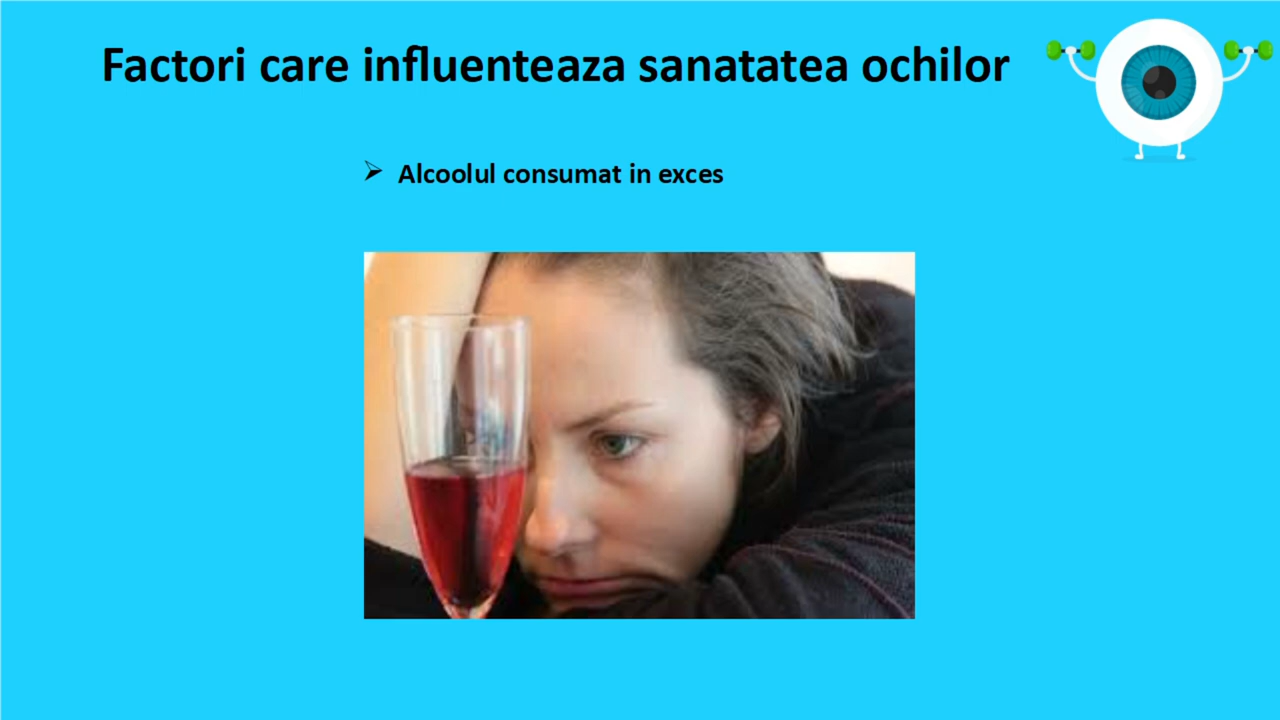 Factori care influenteaza sanatatea ochilor
Alcoolul consumat in exces